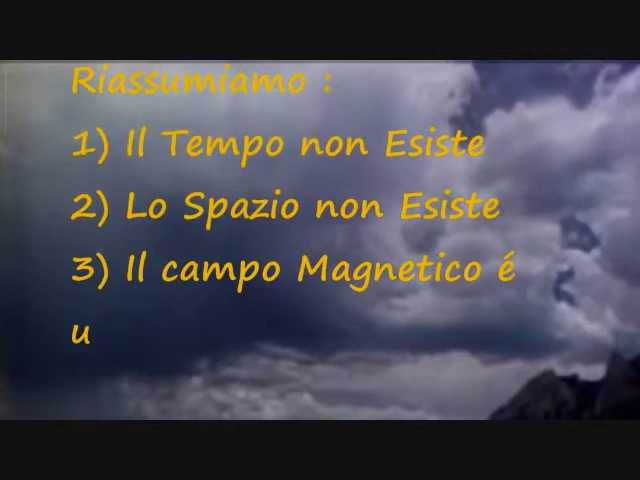 Riassumiamo :
1) Il Tempo non Esiste
2) Lo Spazio non Esiste
3) Il campo Magnetico é
u